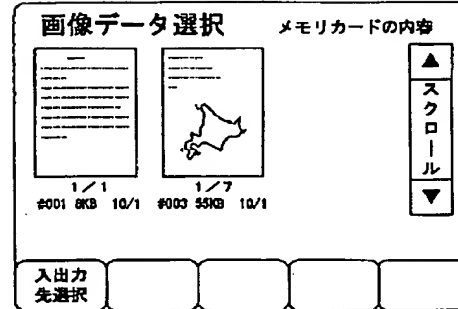 画像データ選択
メモリカードの内容
▲
スクロール
▼
1/1
#001 8KB 10/1
1/7
#003 55KB 10/1
入出力
先選択